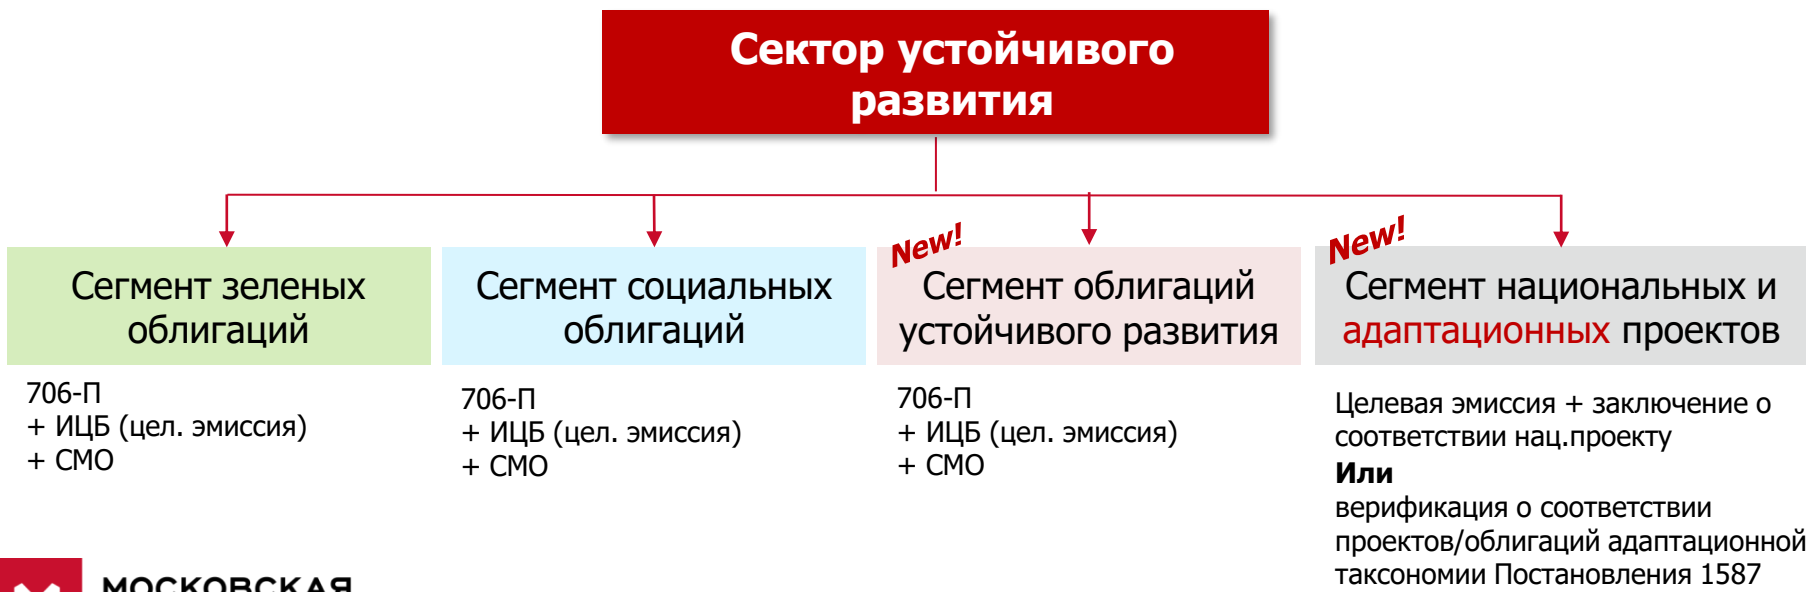 Сектор устойчивого
развития
Сегмент зеленых
облигаций
706-П
+ ИЦБ (цел. эмиссия)
+ СМО
Сегмент социальных
облигаций
706-П
+ ИЦБ (цел. эмиссия)
+ СМО
New!
Сегмент облигаций
устойчивого развития
706-П
+ ИЦБ (цел. эмиссия)
+ СМО
New!
Сегмент национальных и
адаптационных проектов
Целевая эмиссия + заключение о
соответствии нац.проекту
Или
верификация о соответствии
проектов/облигаций адаптационной
таксономии Постановления 1587
МОСКОВСКАЯ